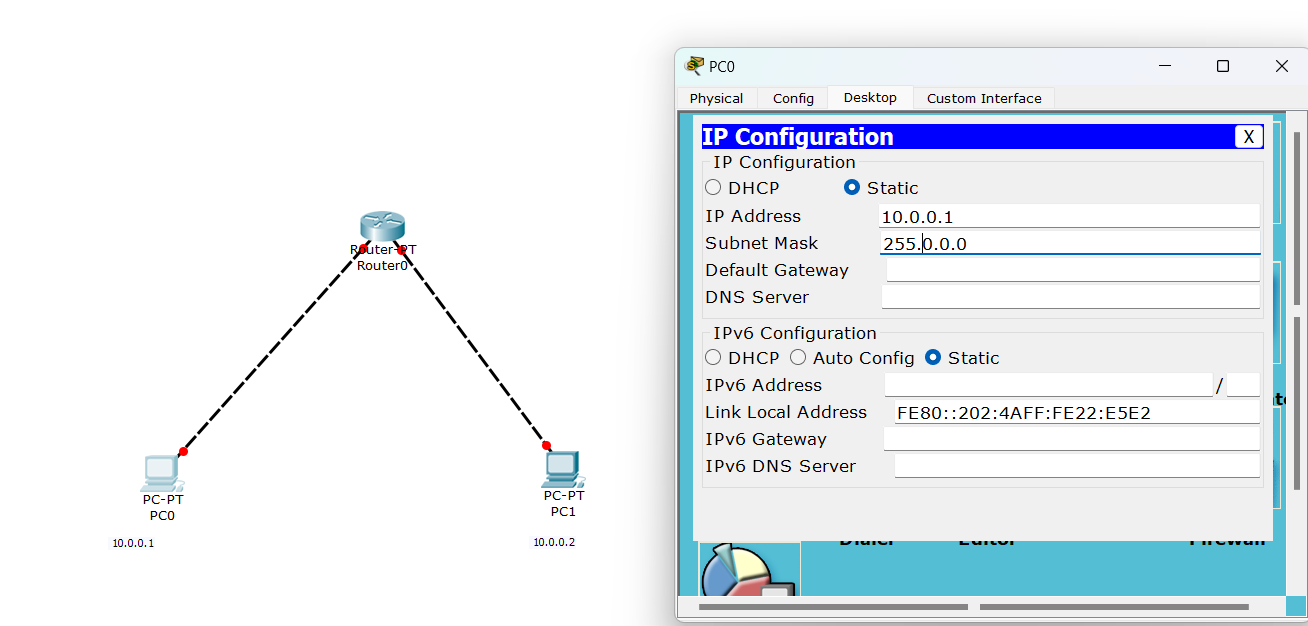 Router-PT
Router0
PC-PT
PC0
10.0.0.1
PC-PT
PC1
10.0.0.2
PC0
Physical Config Desktop Custom Interface
IP Configuration X
IP Configuration
DHCP Static
IP Address 10.0.0.1
Subnet Mask 255.0.0.0
Default Gateway
DNS Server
IPv6 Configuration
DHCP Auto Config Static
IPv6 Address /
Link Local Address FE80::202:4AFF:FE22:E5E2
IPv6 Gateway
IPv6 DNS Server
Dialer Editor Firewall